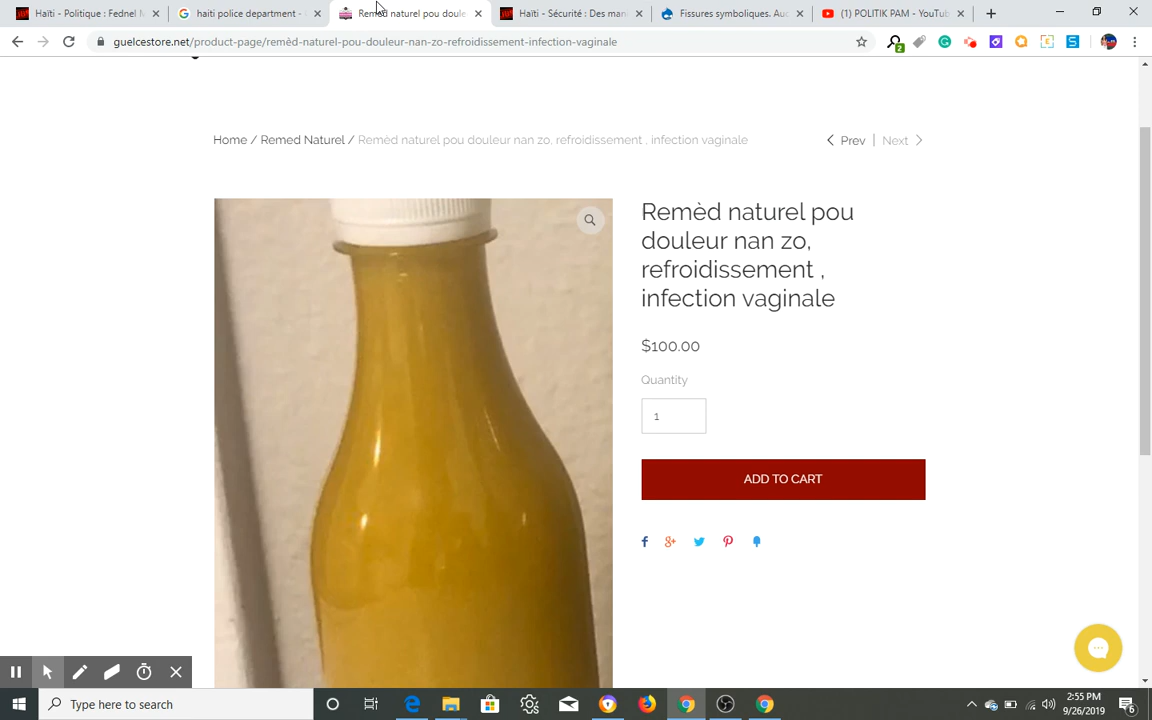 Haïti - Politique : Fednel M
haiti police department -
Remèd naturel pou doule
Haïti - Sécurité : Des man
Fissures symboliques. Au
(1) POLITIK PAM - YouTub
guelcestore.net/product-page/remèd-naturel-pou-douleur-nan-zo-refroidissement-infection-vaginale
2
Home / Remed Naturel / Remèd naturel pou douleur nan zo, refroidissement , infection vaginale
Prev | Next
Remèd naturel pou
douleur nan zo,
refroidissement ,
infection vaginale
$100.00
Quantity
1
ADD TO CART
Type here to search
2:55 PM
9/26/2019
6